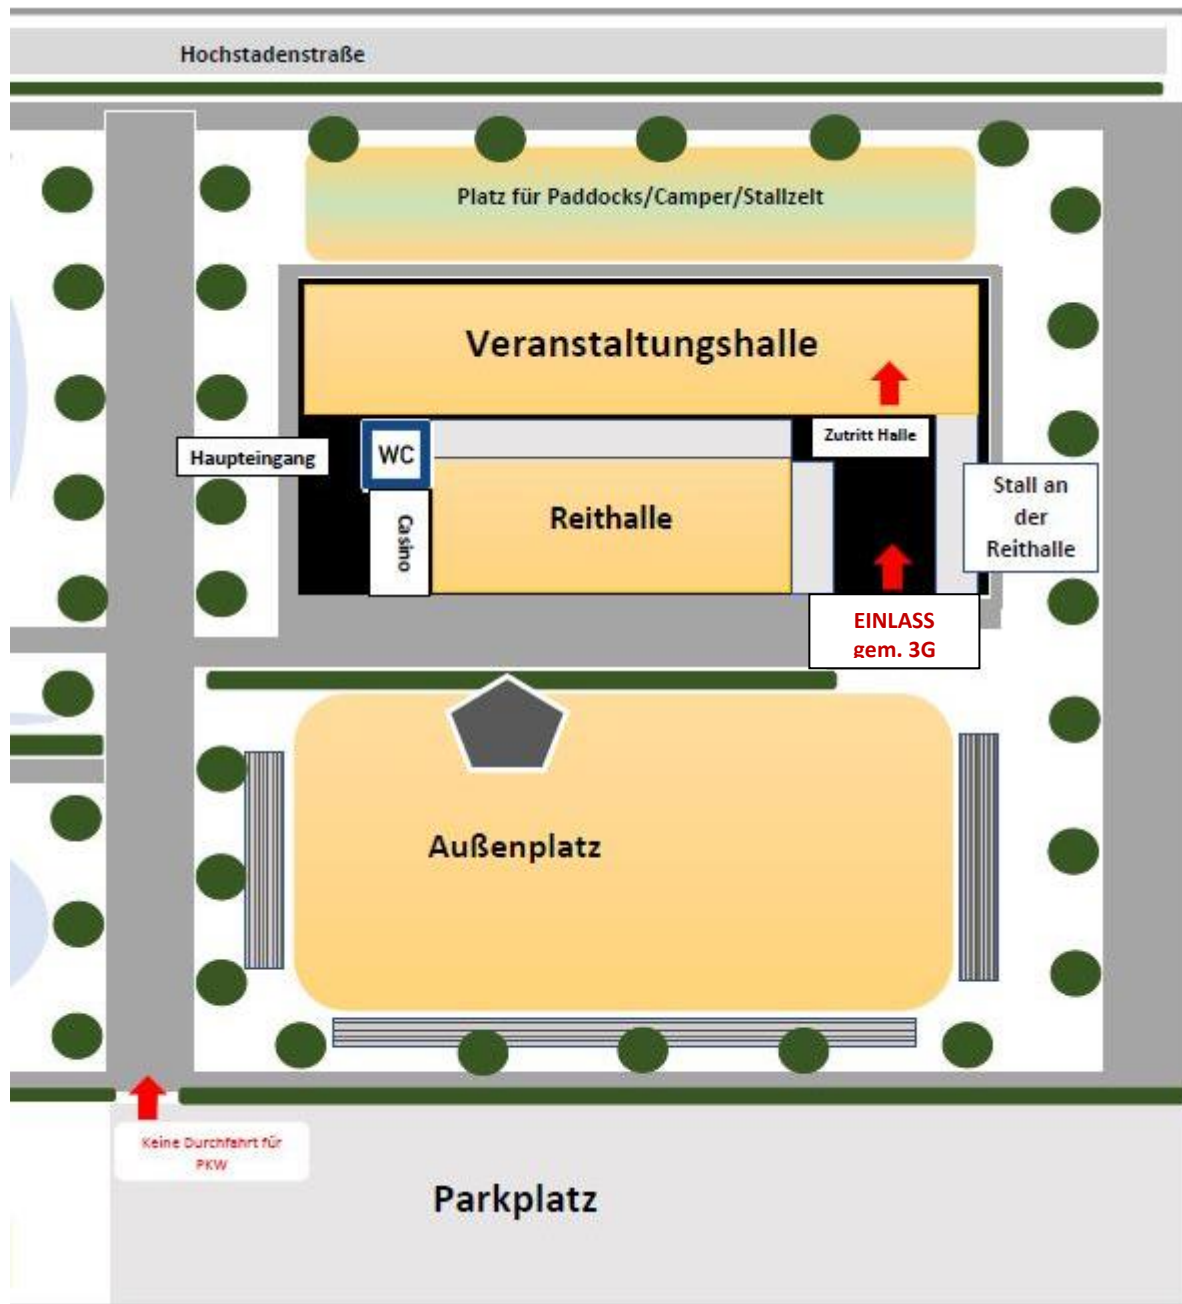 Hochstadenstraße
Platz für Paddocks/Camper/Stallzelt
Veranstaltungshalle
Zutritt Halle
Haupteingang
WC
Casino
Reithalle
Stall an
der
Reithalle
EINLASS
gem. 3G
Außenplatz
Keine Durchfahrt für
PKW
Parkplatz